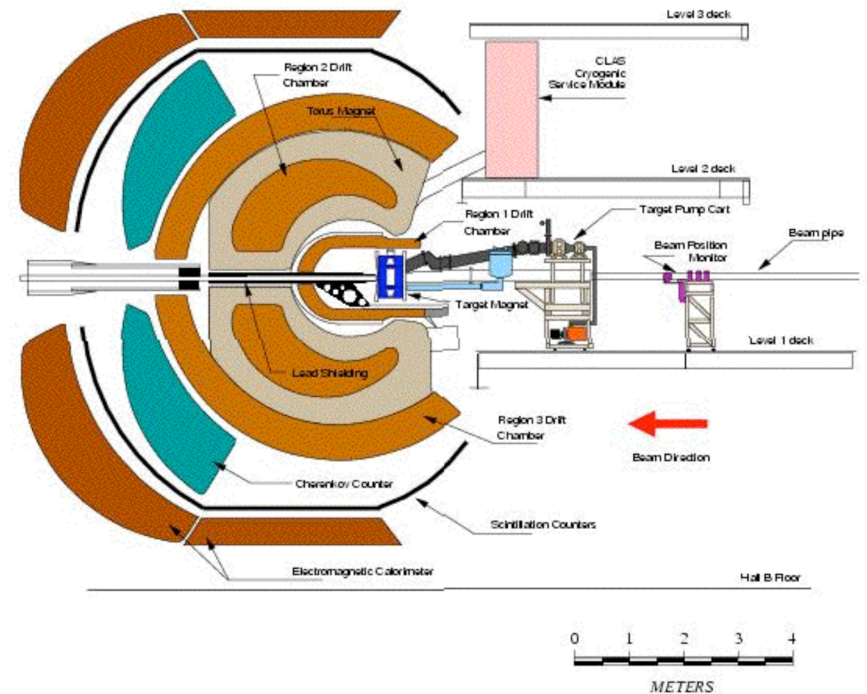 Level 3 deck
Region 2 Drift
Chamber
CLAS
Cryogenic
Service Module
Torus Magnet
Level 2 deck
Region 1 Drift
Chamber
Target Pump Cart
Beam Position
Monitor
Beam pipe
Target Magnet
Level 1 deck
Lead Shielding
Region 3 Drift
Chamber
Beam Direction
Cherenkov Counter
Scintillation Counters
Electromagnetic Calorimeter
Hall B Floor
0 1 2 3 4
METERS